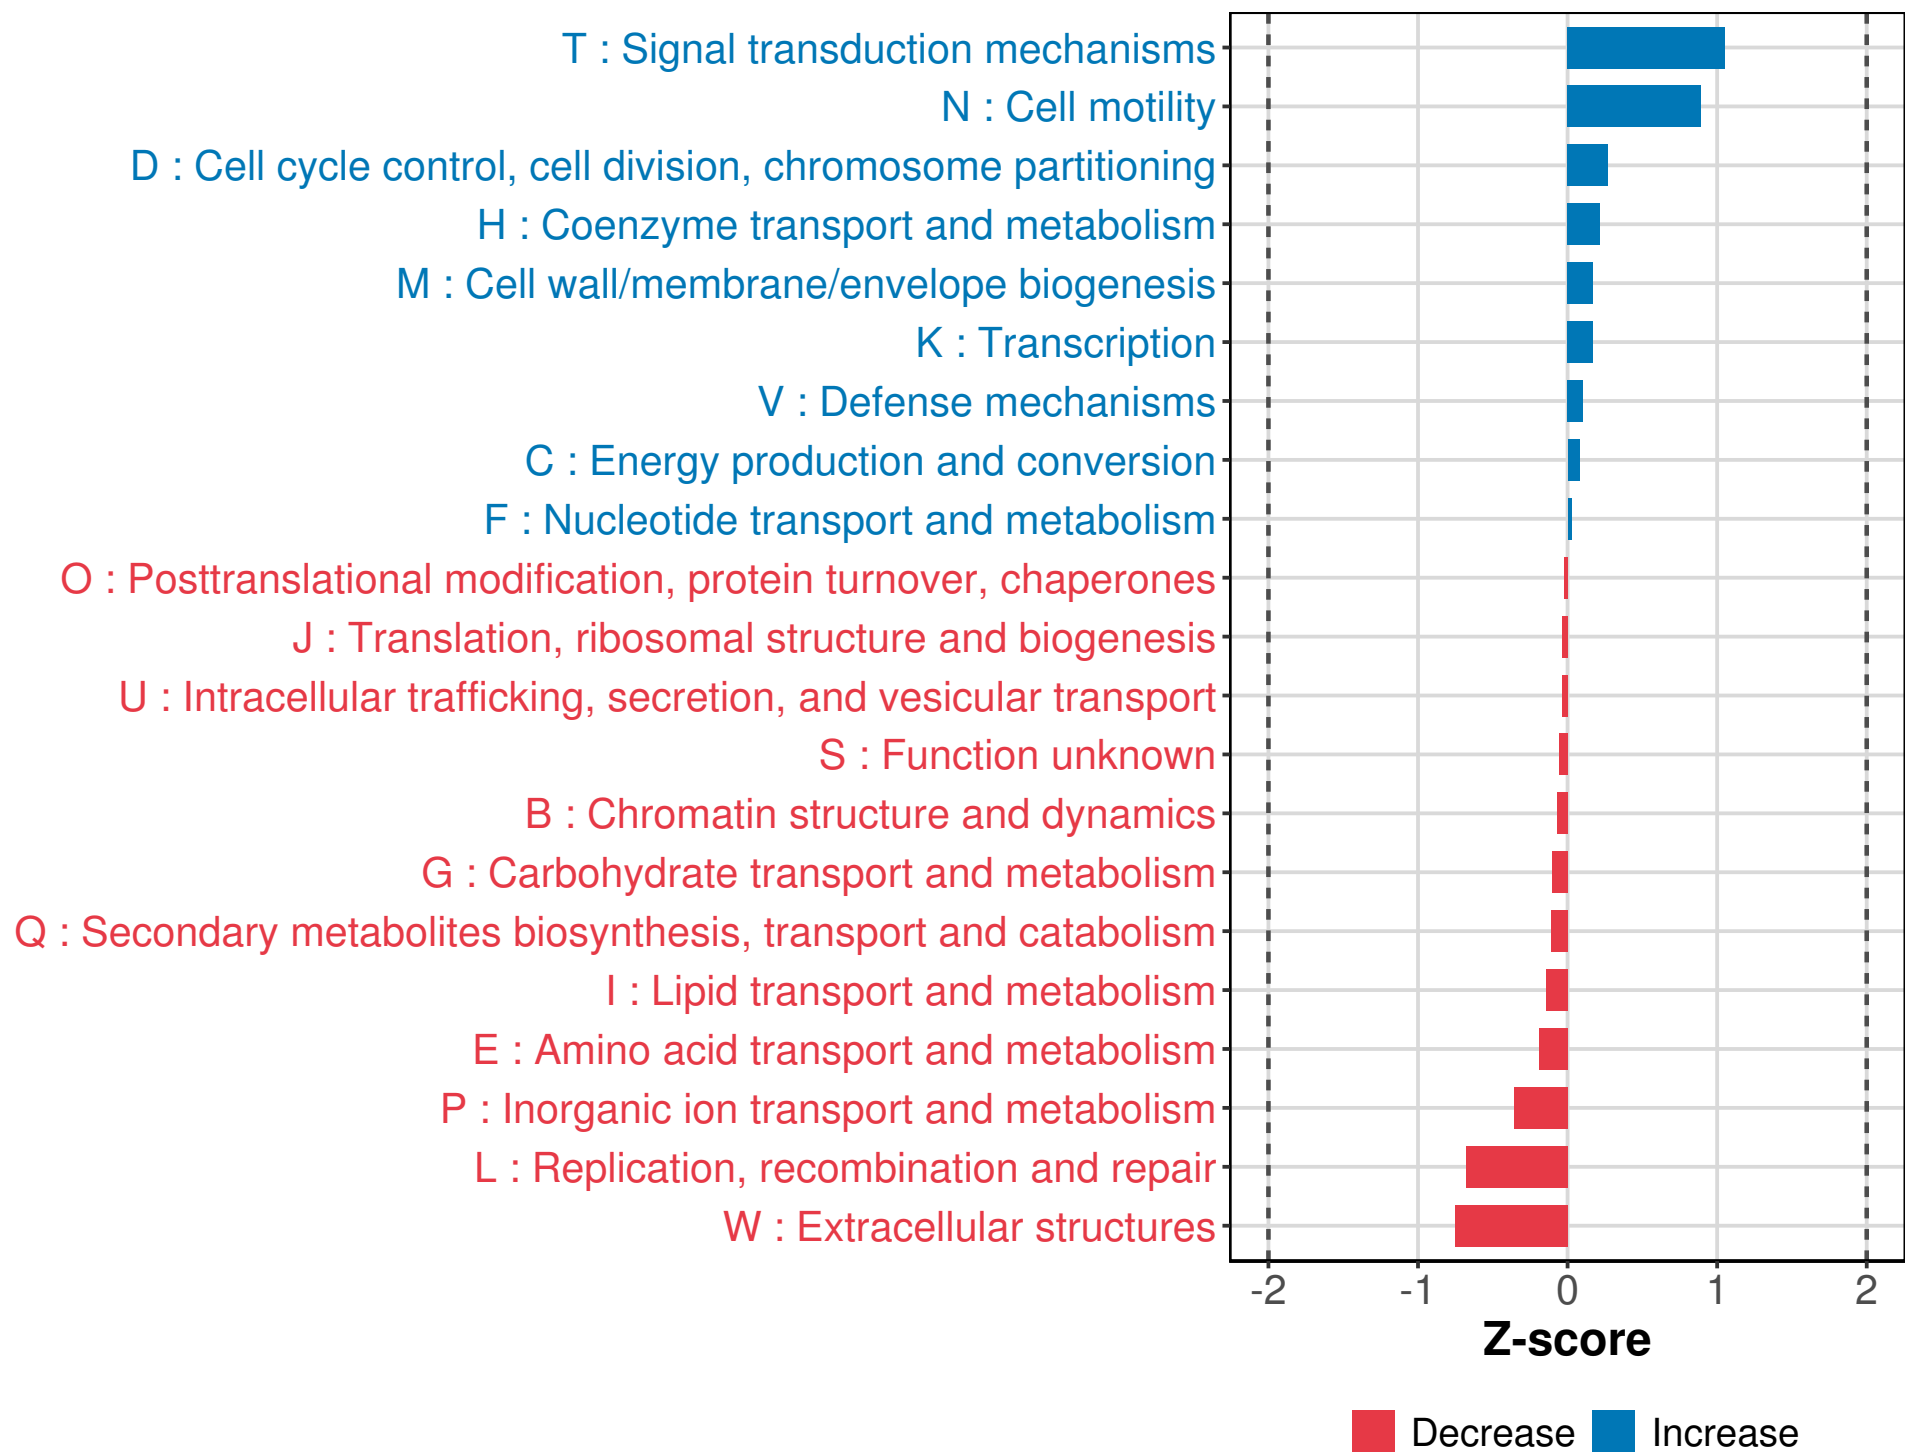 T : Signal transduction mechanisms
N : Cell motility
D : Cell cycle control, cell division, chromosome partitioning
H : Coenzyme transport and metabolism
M : Cell wall/membrane/envelope biogenesis
K : Transcription
V : Defense mechanisms
C : Energy production and conversion
F : Nucleotide transport and metabolism
O : Posttranslational modification, protein turnover, chaperones
J : Translation, ribosomal structure and biogenesis
U : Intracellular trafficking, secretion, and vesicular transport
S : Function unknown
B : Chromatin structure and dynamics
G : Carbohydrate transport and metabolism
Q : Secondary metabolites biosynthesis, transport and catabolism
I : Lipid transport and metabolism
E : Amino acid transport and metabolism
P : Inorganic ion transport and metabolism
L : Replication, recombination and repair
W : Extracellular structures
-2 -1 0 1 2
Z-score
Decrease Increase